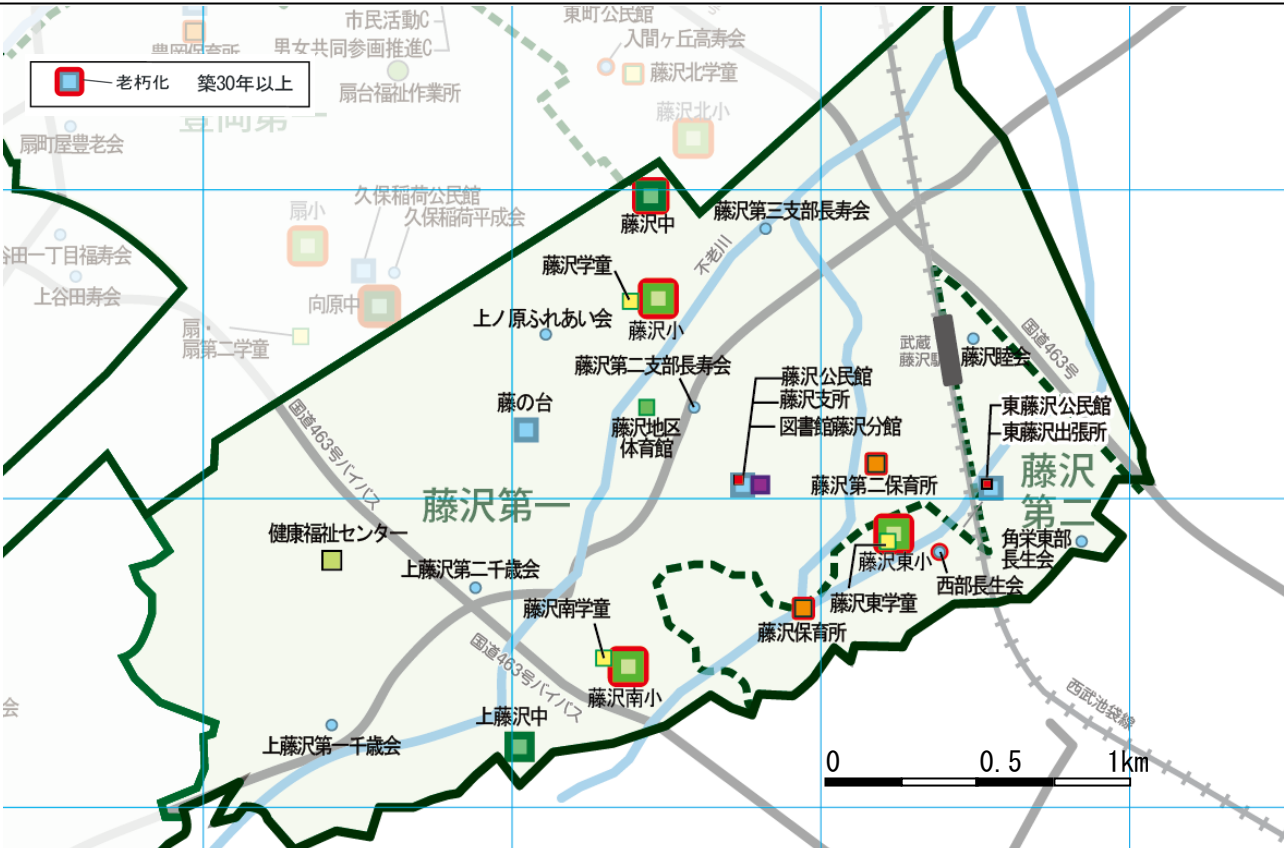 市民活動C
男女共同参画推進C
豊岡保育所
扇台福祉作業所
東町公民館
入間ヶ丘高寿会
藤沢北学童
藤沢北小
老朽化　築30年以上
扇町屋豊老会
久保稲荷公民館
久保稲荷平成会
扇小
向原中
上谷田寿会
扇・
扇第二学童
藤沢中
藤沢第三支部長寿会
不老川
藤沢学童
藤沢小
上ノ原ふれあい会
藤沢第二支部長寿会
藤の台
藤沢地区
体育館
藤沢公民館
藤沢支所
図書館藤沢分館
武蔵
藤沢駅
藤沢睦会
国道463号
東藤沢公民館
東藤沢出張所
藤沢
第二
国道463号バイパス
藤沢第一
藤沢第二保育所
健康福祉センター
上藤沢第二千歳会
藤沢東小
角栄東部
長生会
西部長生会
藤沢東学童
藤沢南学童
藤沢保育所
国道463号バイパス
藤沢南小
上藤沢中
西武池袋線
上藤沢第一千歳会
会
0 0.5 1km